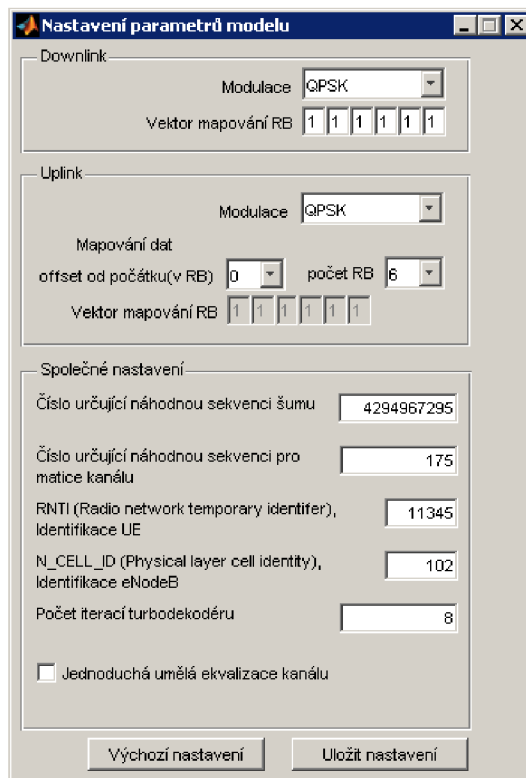 Nastavení parametrů modelu
Downlink
Modulace QPSK
Vektor mapování RB 1 1 1 1 1 1
Uplink
Modulace QPSK
Mapování dat
offset od počátku(v RB) 0 počet RB 6
Vektor mapování RB 1 1 1 1 1 1
Společné nastavení
Číslo určující náhodnou sekvenci šumu 4294967295
Číslo určující náhodnou sekvenci pro
matice kanálu 175
RNTI (Radio network temporary identifer),
Identifikace UE 11345
N_CELL_ID (Physical layer cell identity),
Identifikace eNodeB 102
Počet iterací turbodekodéru 8
Jednoduchá umělá ekvalizace kanálu
Výchozí nastavení Uložit nastavení